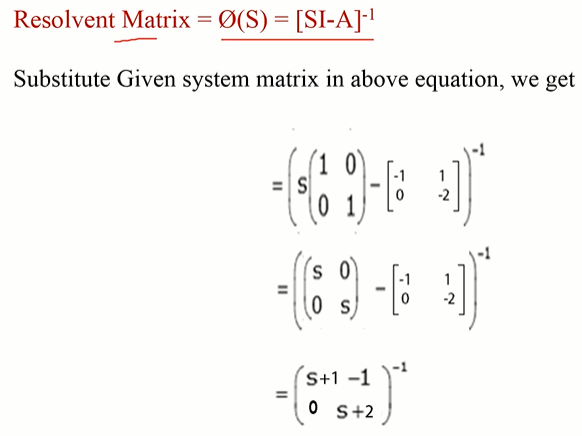 Resolvent Matrix = Ø(S) = [SI-A]-1
Substitute Given system matrix in above equation, we get
= ( s ( 1 0 ) - [ -1 1 ] ) -1
0 1 0 -2
= ( ( s 0 ) - [ -1 1 ] ) -1
0 s 0 -2
= ( S+1 -1 ) -1
0 S+2